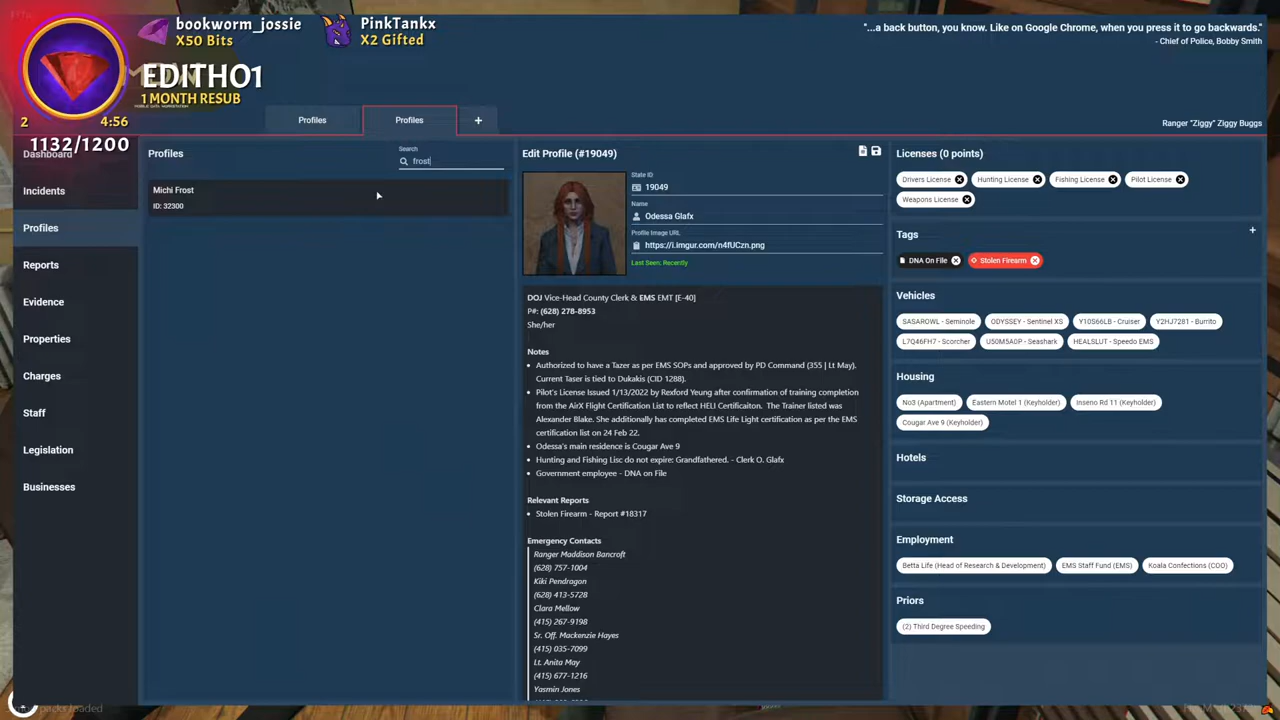 bookworm_jossie
X50 Bits
PinkTankx
X2 Gifted
"...a back button, you know. Like on Google Chrome, when you press it to go backwards."
- Chief of Police, Bobby Smith
EDITHO1
1 MONTH RESUB
2
4:56
1132/1200
Profiles
Profiles
+
Ranger "Ziggy" Ziggy Buggs
Dashboard
Incidents
Profiles
Reports
Evidence
Properties
Charges
Staff
Legislation
Businesses
Profiles
Search
frost
Michi Frost
ID: 32300
Edit Profile (#19049)
State ID
19049
Name
Odessa Glafx
Profile Image URL
https://i.imgur.com/n4fUCzn.png
Last Seen: Recently
DOJ Vice-Head County Clerk & EMS EMT [E-40]
P#: (628) 278-8953
She/her
Notes
Authorized to have a Tazer as per EMS SOPs and approved by PD Command (355 | Lt May).
Current Taser is tied to Dukakis (CID 1288).
Pilot's License Issued 1/13/2022 by Rexford Yeung after confirmation of training completion
from the AirX Flight Certification List to reflect HELI Certificaiton. The Trainer listed was
Alexander Blake. She additionally has completed EMS Life Light certification as per the EMS
certification list on 24 Feb 22.
Odessa's main residence is Cougar Ave 9
Hunting and Fishing Lisc do not expire: Grandfathered. - Clerk O. Glafx
Government employee - DNA on File
Relevant Reports
Stolen Firearm - Report #18317
Emergency Contacts
Ranger Maddison Bancroft
(628) 757-1004
Kiki Pendragon
(628) 413-5728
Clara Mellow
(415) 267-9198
Sr. Off. Mackenzie Hayes
(415) 035-7099
Lt. Anita May
(415) 677-1216
Yasmin Jones
Licenses (0 points)
Drivers License
Hunting License
Fishing License
Pilot License
Weapons License
Tags
+
DNA On File
Stolen Firearm
Vehicles
SASAROWL - Seminole
ODYSSEY - Sentinel XS
Y10S66LB - Cruiser
Y2HJ7281 - Burrito
L7Q46FH7 - Scorcher
U50M5A0P - Seashark
HEALSLUT - Speedo EMS
Housing
No3 (Apartment)
Eastern Motel 1 (Keyholder)
Inseno Rd 11 (Keyholder)
Cougar Ave 9 (Keyholder)
Hotels
Storage Access
Employment
Betta Life (Head of Research & Development)
EMS Staff Fund (EMS)
Koala Confections (COO)
Priors
(2) Third Degree Speeding